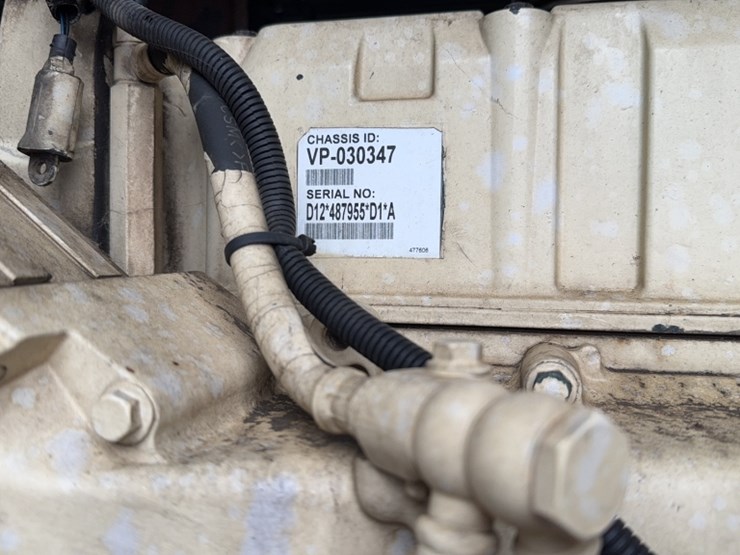 CHASSIS ID:
VP-030347
SERIAL NO:
D12*487955*D1*A
477608